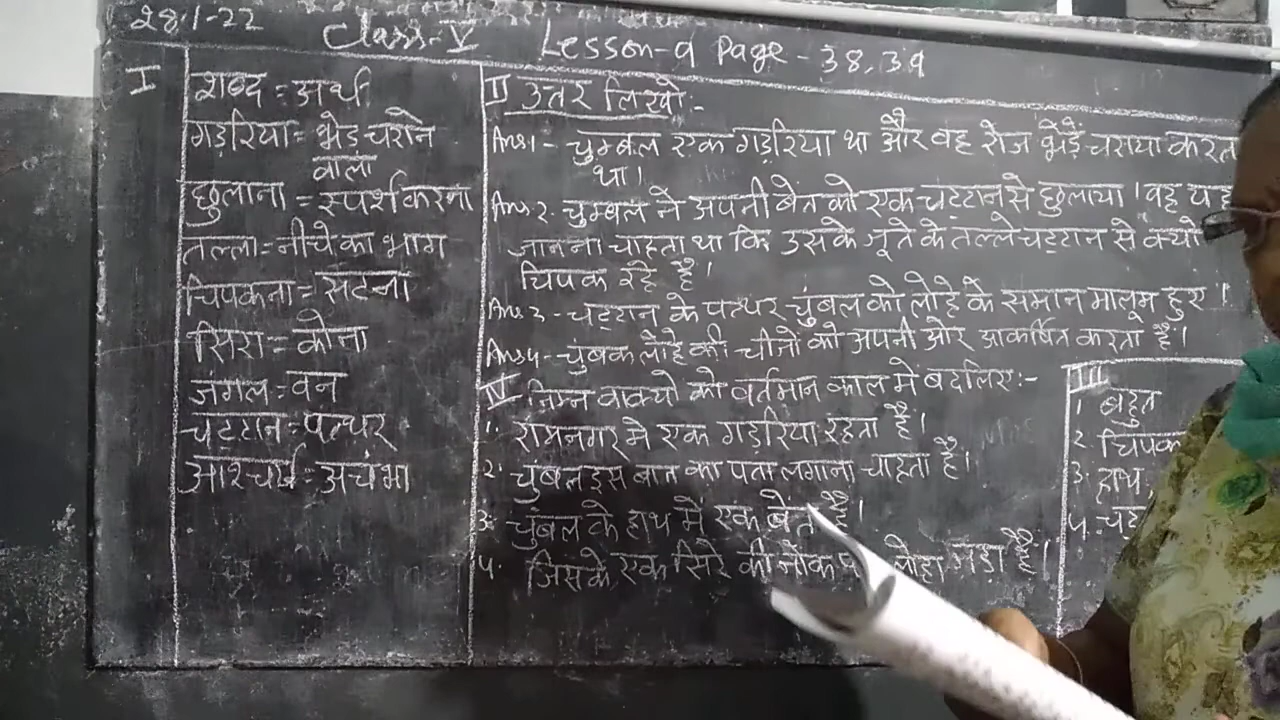 28.1-22 Class-V Lesson-9 Page - 38,39
I
शब्द = अर्थ
गड़रिया = भेड़ चराने
वाला
छुलाना = स्पर्श करना
तल्ला = नीचे का भाग
चिपकना = सटना
सिरा = कोना
जंगल = वन
चट्टान = पत्थर
आश्चर्य = अचंभा
II उत्तर लिखो:-
Ans1- चुम्बल एक गड़रिया था और वह रोज भेड़ें चराया करता
था।
Ans2- चुम्बल ने अपनी बेंत को एक चट्टान से छुलाया। वह यह
जानना चाहता था कि उसके जूते के तल्ले चट्टान से क्यों
चिपक रहे है।
Ans3- चट्टान के पत्थर चुंबल को लोहे के समान मालूम हुए।
Ans4- चुंबक लोहे की चीजों को अपनी ओर आकर्षित करता है।
IV निम्न वाक्यो को वर्तमान काल मे बदलिए:-
1. रामनगर मे एक गड़रिया रहता है।
2. चुंबल इस बात का पता लगाना चाहता है।
3. चुंबल के हाथ में एक बेंत है।
4. जिसके एक सिरे की नोक लोहा गड़ा है।
III
1 बहुत
2 चिपक
3. हाथ
4.